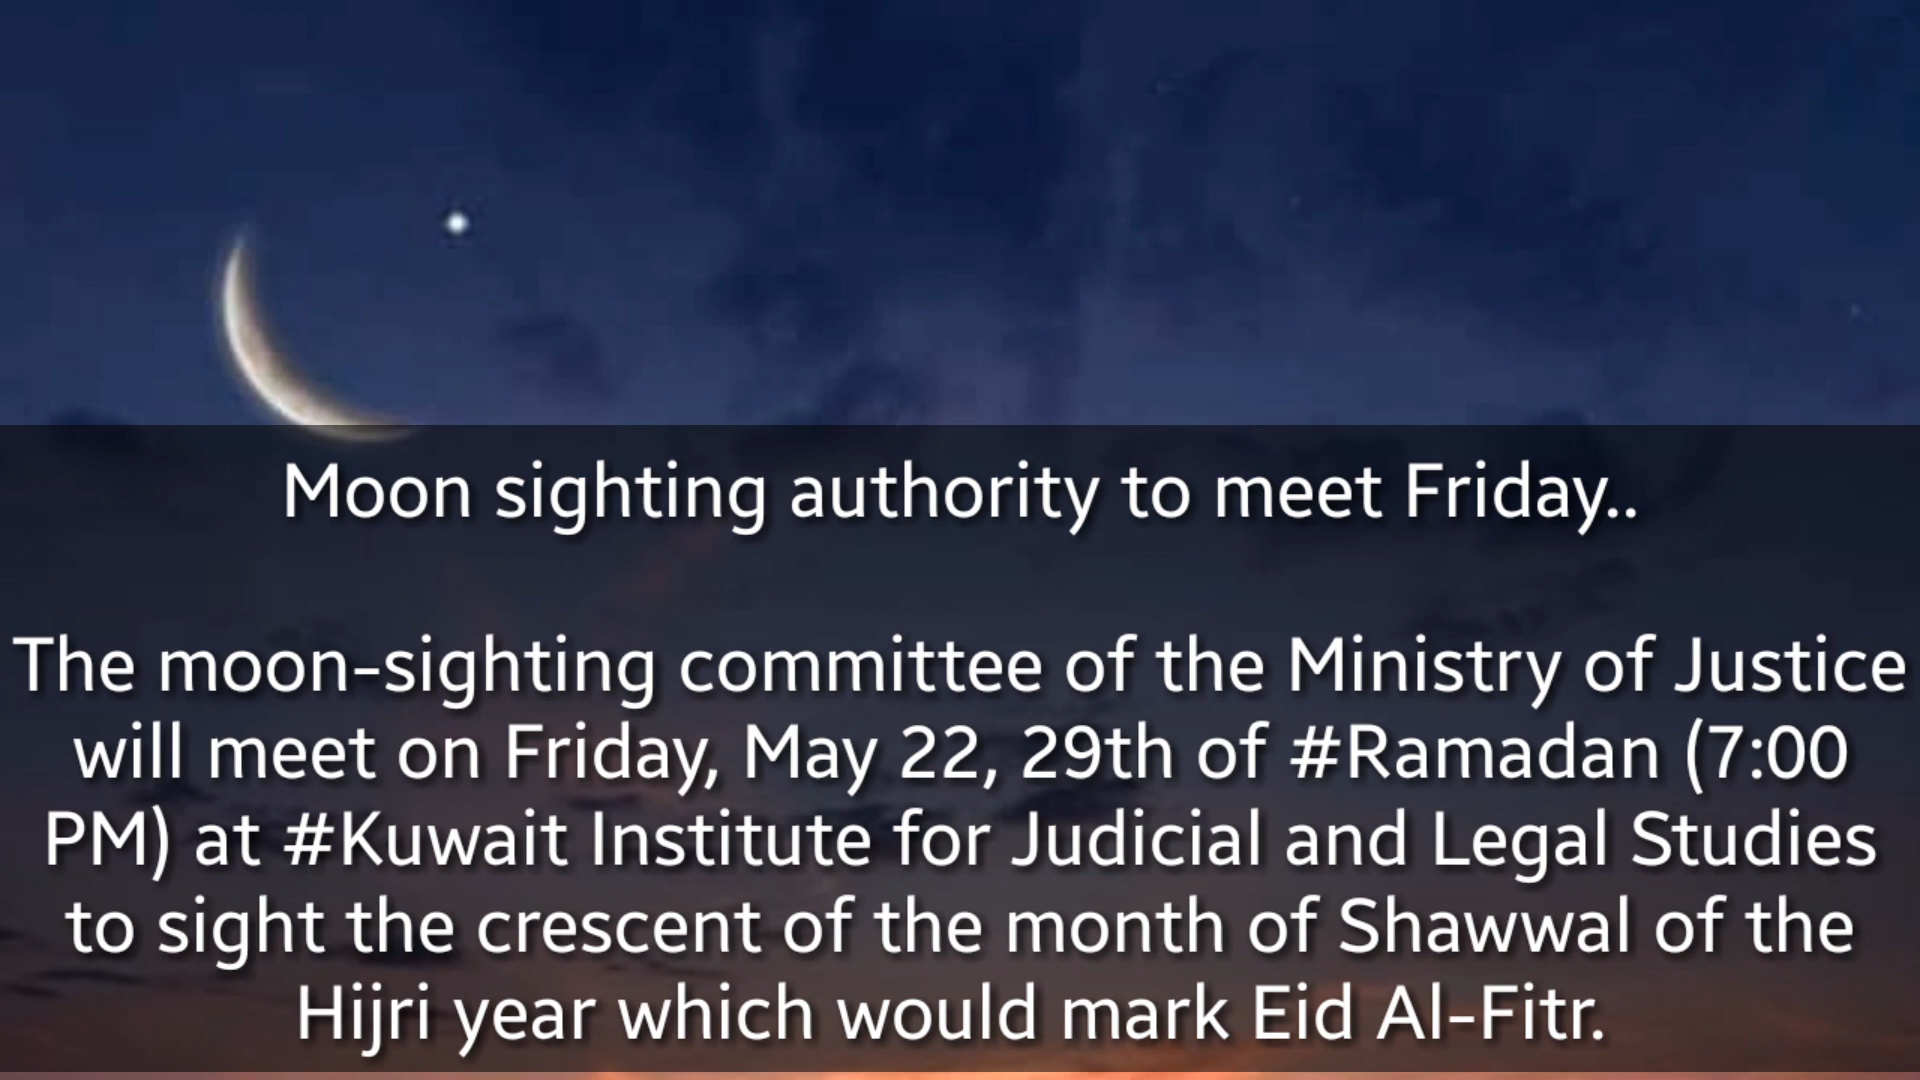 Moon sighting authority to meet Friday..
The moon-sighting committee of the Ministry of Justice
will meet on Friday, May 22, 29th of #Ramadan (7:00
PM) at #Kuwait Institute for Judicial and Legal Studies
to sight the crescent of the month of Shawwal of the
Hijri year which would mark Eid Al-Fitr.